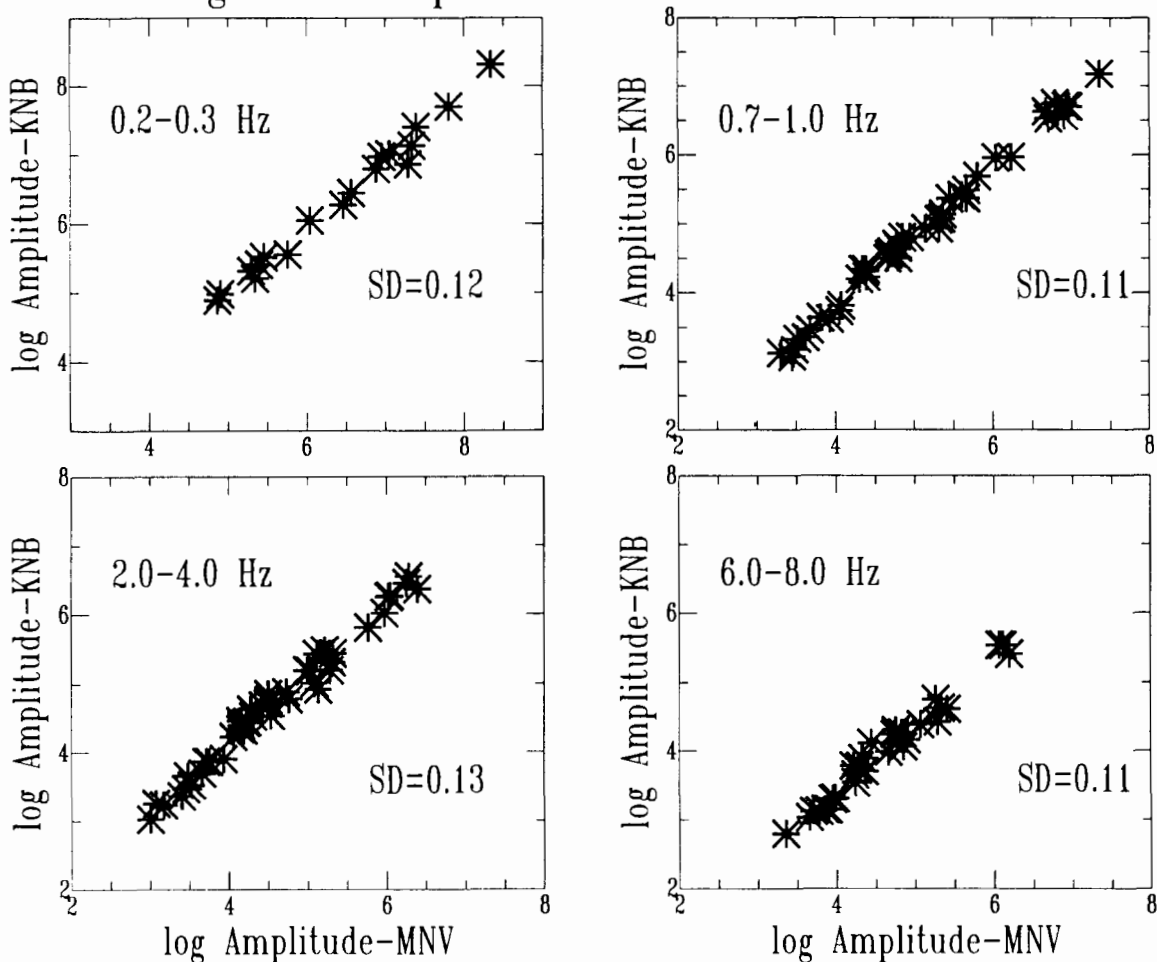 0.2-0.3 Hz
SD=0.12
log Amplitude-KNB
8
6
4
4 6 8
0.7-1.0 Hz
SD=0.11
log Amplitude-KNB
8
6
4
2
2 4 6 8
2.0-4.0 Hz
SD=0.13
log Amplitude-KNB
8
6
4
2
2 4 6 8
log Amplitude-MNV
6.0-8.0 Hz
SD=0.11
log Amplitude-KNB
8
6
4
2
2 4 6 8
log Amplitude-MNV